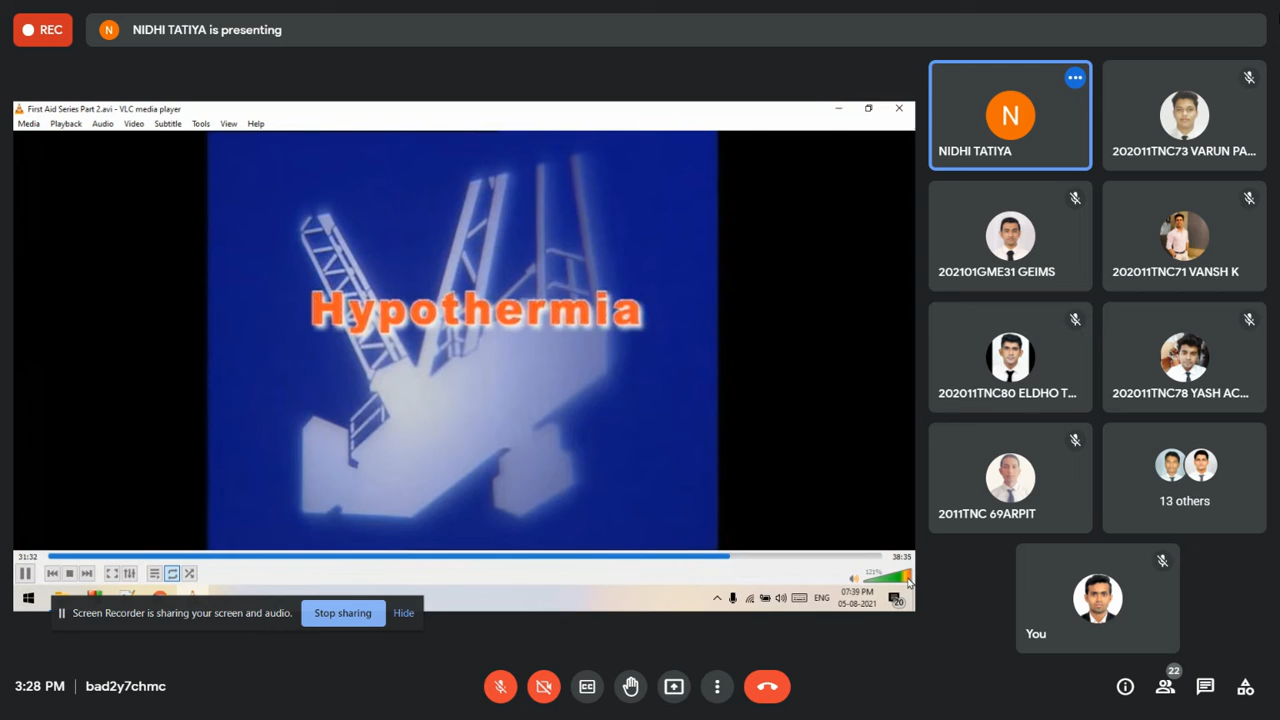 REC
N
NIDHI TATIYA is presenting
First Aid Series Part 2.avi - VLC media player
Media Playback Audio Video Subtitle Tools View Help
Hypothermia
31:32
38:35
121%
ENG
07:39 PM
05-08-2021
20
Screen Recorder is sharing your screen and audio.
Stop sharing
Hide
N
NIDHI TATIYA
202011TNC73 VARUN PA...
202101GME31 GEIMS
202011TNC71 VANSH K
202011TNC80 ELDHO T...
202011TNC78 YASH AC...
2011TNC 69ARPIT
13 others
You
3:28 PM | bad2y7chmc
CC
22